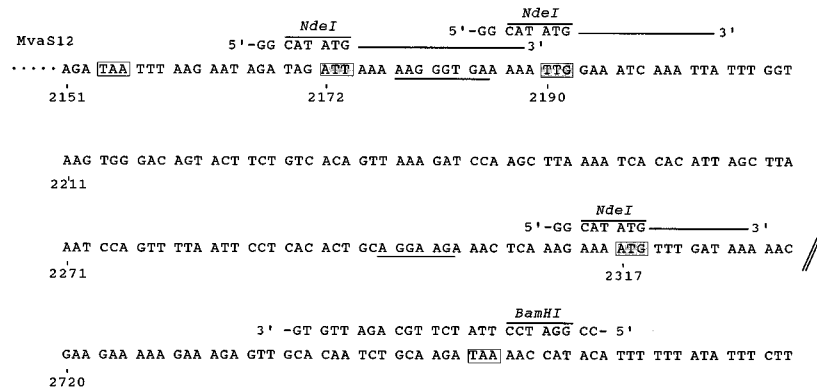 NdeI
5'-GG CAT ATG 3'
NdeI
5'-GG CAT ATG 3'
MvaS12
..... AGA TAA TTT AAG AAT AGA TAG ATT AAA AAG GGT GAA AAA TTG GAA ATC AAA TTA TTT GGT
2151 2172 2190
AAG TGG GAC AGT ACT TCT GTC ACA GTT AAA GAT CCA AGC TTA AAA TCA CAC ATT AGC TTA
2211
NdeI
5'-GG CAT ATG 3'
AAT CCA GTT TTA ATT CCT CAC ACT GCA GGA AGA AAC TCA AAG AAA ATG TTT GAT AAA AAC //
2271 2317
BamHI
3' -GT GTT AGA CGT TCT ATT CCT AGG CC- 5'
GAA GAA AAA GAA AGA GTT GCA CAA TCT GCA AGA TAA AAC CAT ACA TTT TTT ATA TTT CTT
2720